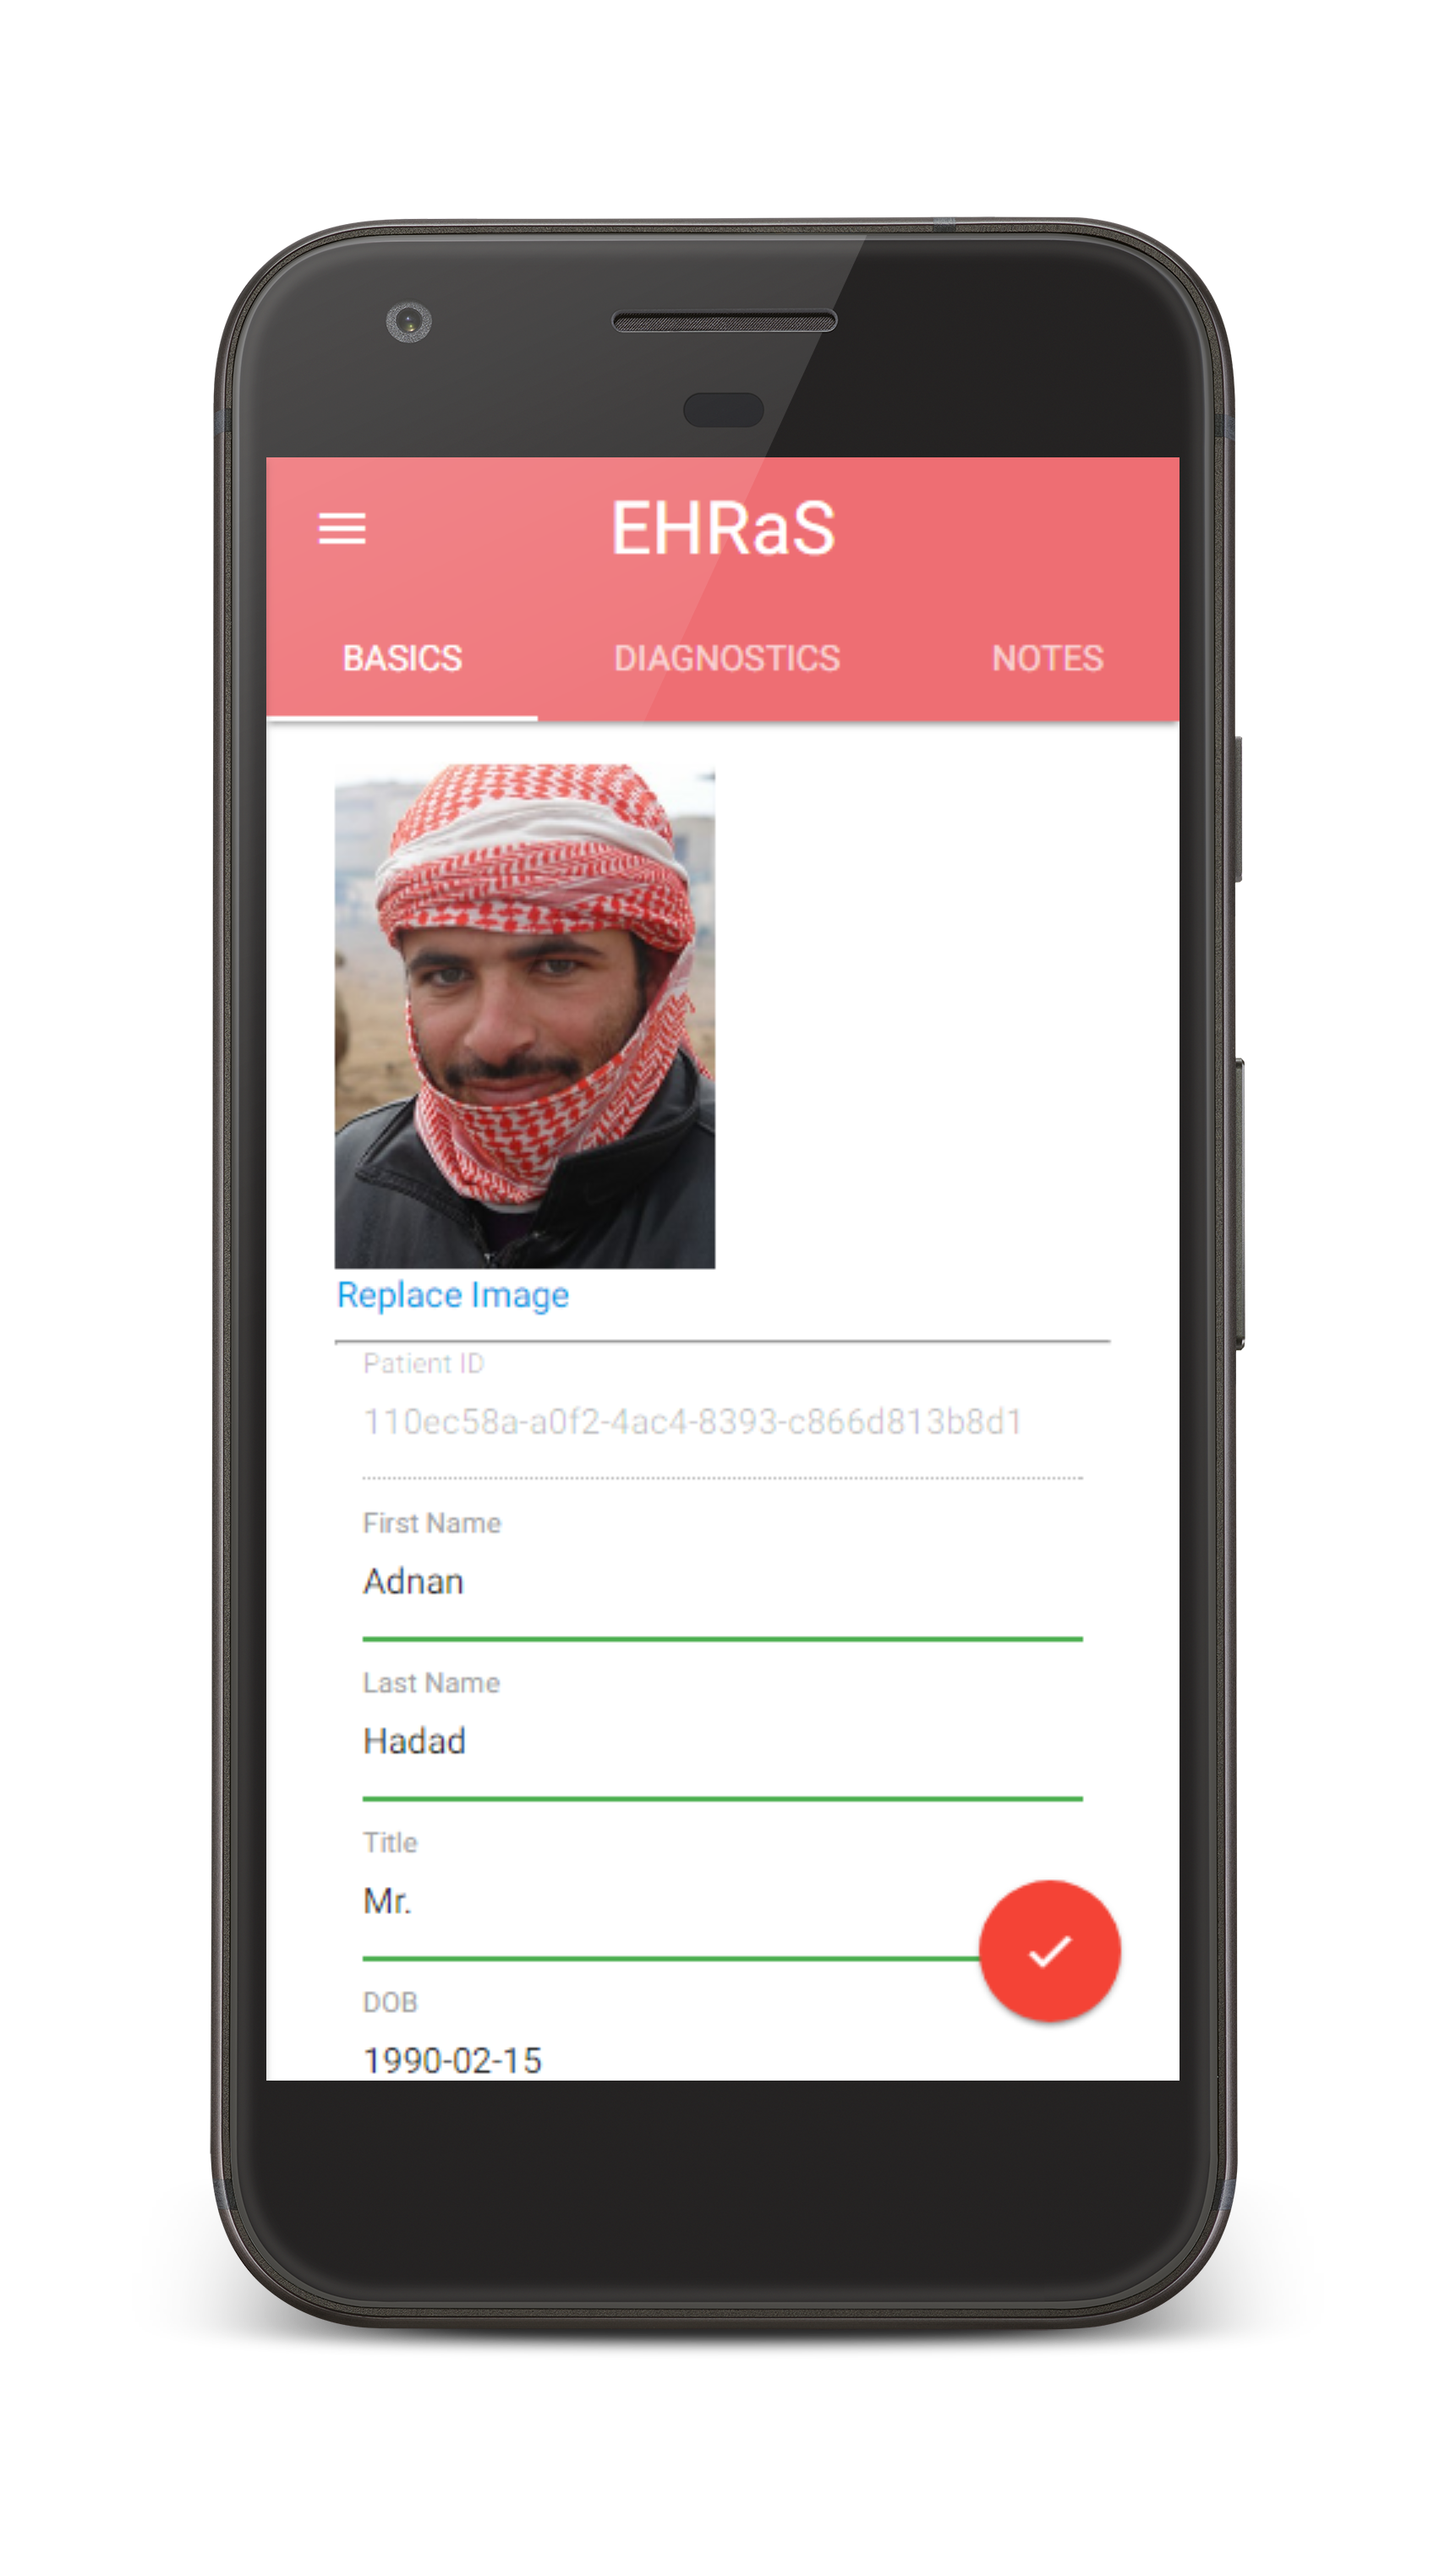 EHRaS
BASICS DIAGNOSTICS NOTES
Replace Image
Patient ID
110ec58a-a0f2-4ac4-8393-c866d813b8d1
First Name
Adnan
Last Name
Hadad
Title
Mr.
DOB
1990-02-15